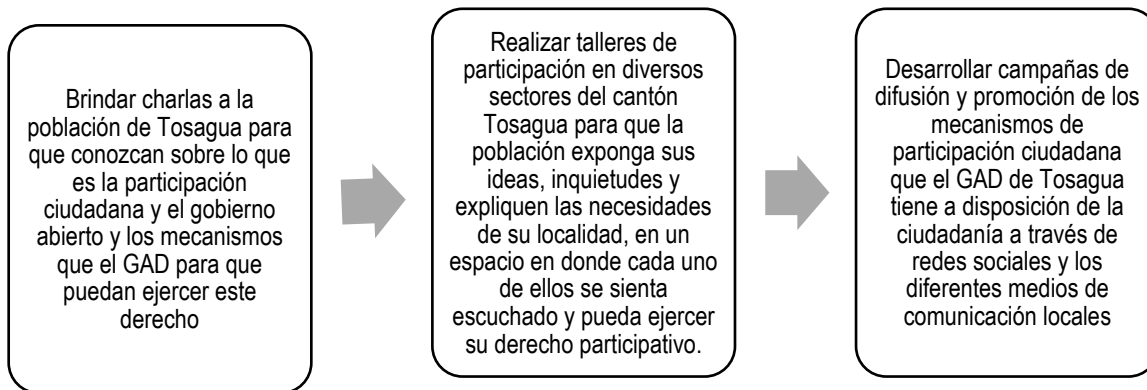 Brindar charlas a la
población de Tosagua para
que conozcan sobre lo que
es la participación
ciudadana y el gobierno
abierto y los mecanismos
que el GAD para que
puedan ejercer este
derecho
Realizar talleres de
participación en diversos
sectores del cantón
Tosagua para que la
población exponga sus
ideas, inquietudes y
expliquen las necesidades
de su localidad, en un
espacio en donde cada uno
de ellos se sienta
escuchado y pueda ejercer
su derecho participativo.
Desarrollar campañas de
difusión y promoción de los
mecanismos de
participación ciudadana
que el GAD de Tosagua
tiene a disposición de la
ciudadanía a través de
redes sociales y los
diferentes medios de
comunicación locales